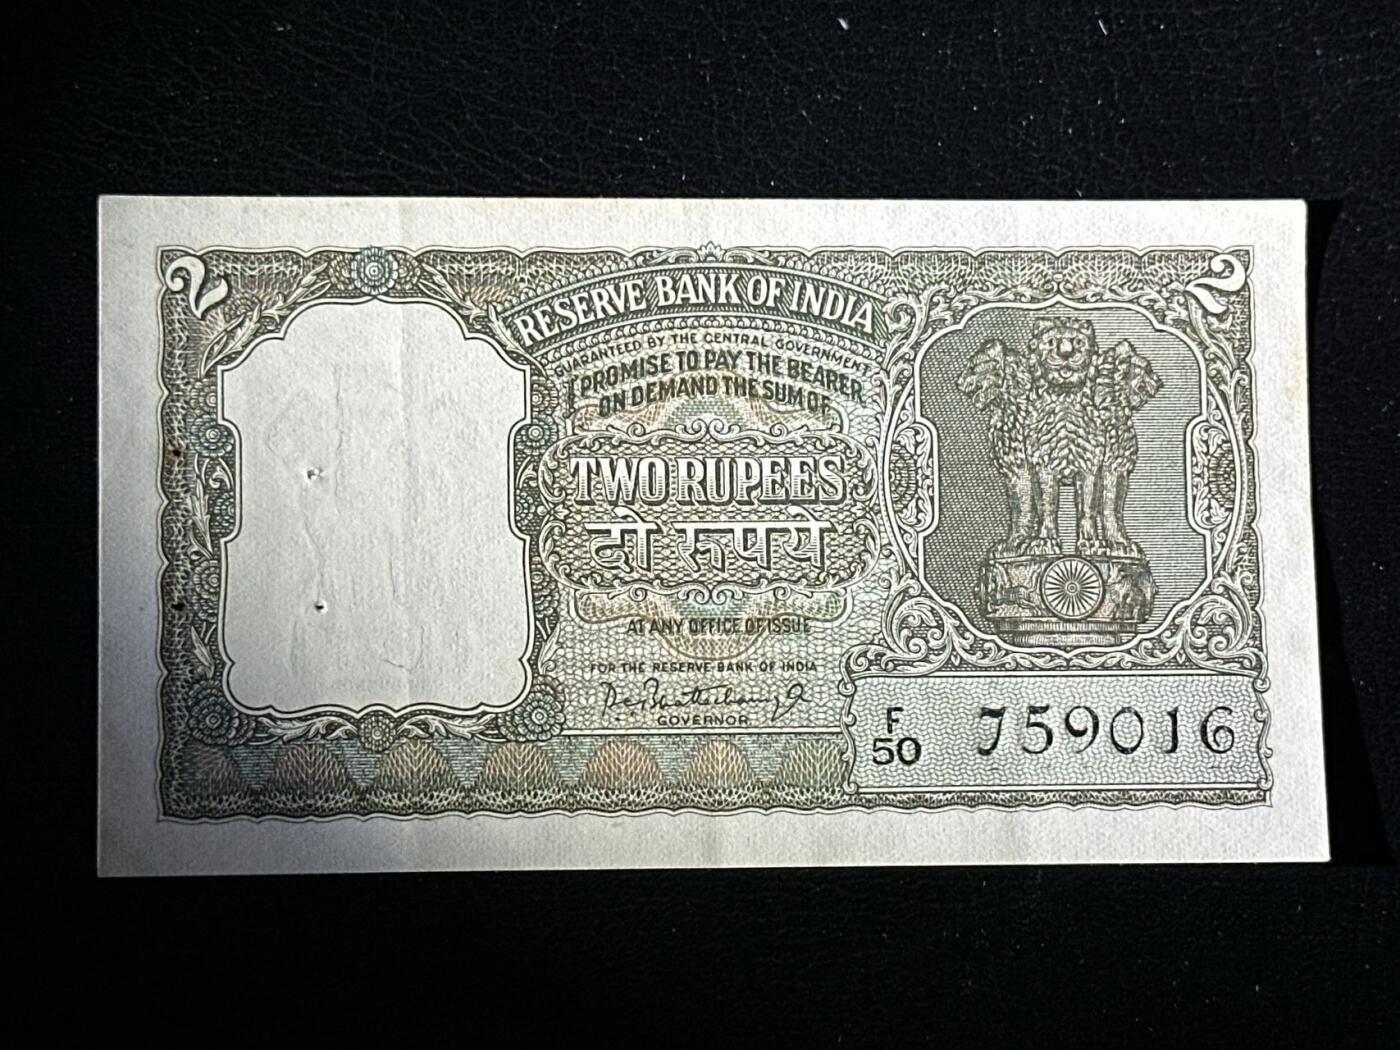 2
2
RESERVE BANK OF INDIA
GUARANTEED BY THE CENTRAL GOVERNMENT
I PROMISE TO PAY THE BEARER
ON DEMAND THE SUM OF
TWO RUPEES
दो रूपये
AT ANY OFFICE OF ISSUE
FOR THE RESERVE BANK OF INDIA
GOVERNOR
F
50 759016